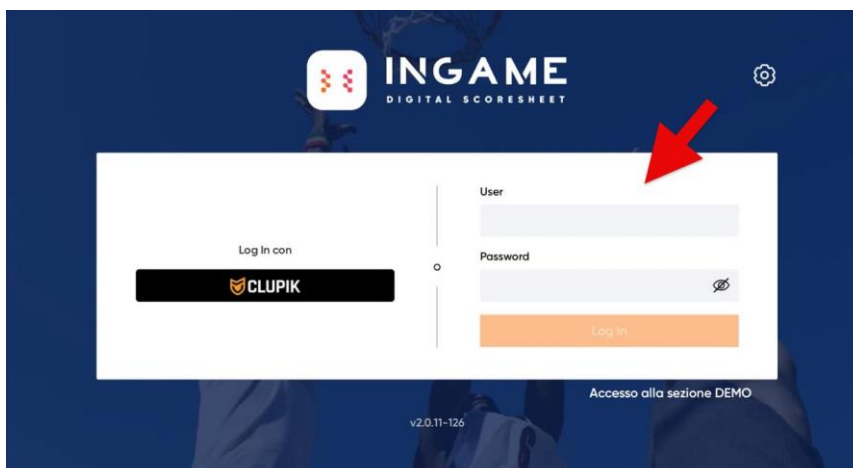 INGAME
DIGITAL SCORESHEET
User
Log In con
Password
o
CLUPIK
Log In
Accesso alla sezione DEMO
v2.0.11-126